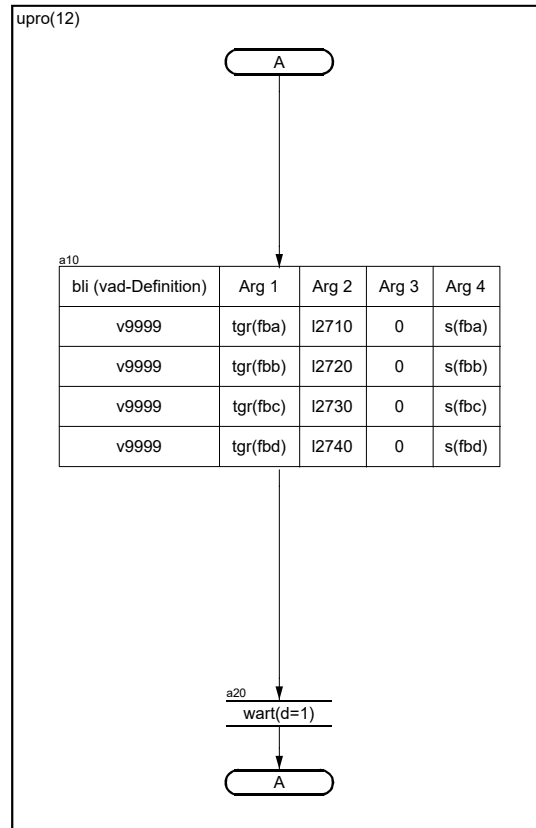 upro(12)
A
a10
bli (vad-Definition) Arg 1 Arg 2 Arg 3 Arg 4
v9999 tgr(fba) l2710 0 s(fba)
v9999 tgr(fbb) l2720 0 s(fbb)
v9999 tgr(fbc) l2730 0 s(fbc)
v9999 tgr(fbd) l2740 0 s(fbd)
a20
wart(d=1)
A